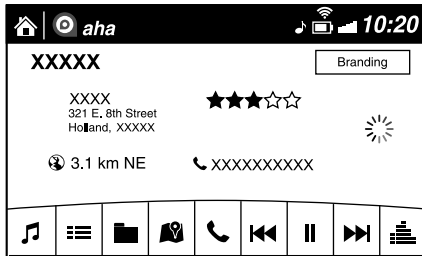 aha
10:20
XXXXX
Branding
XXXX
321 E. 8th Street
Holland, XXXXX
3.1 km NE
XXXXXXXXXX